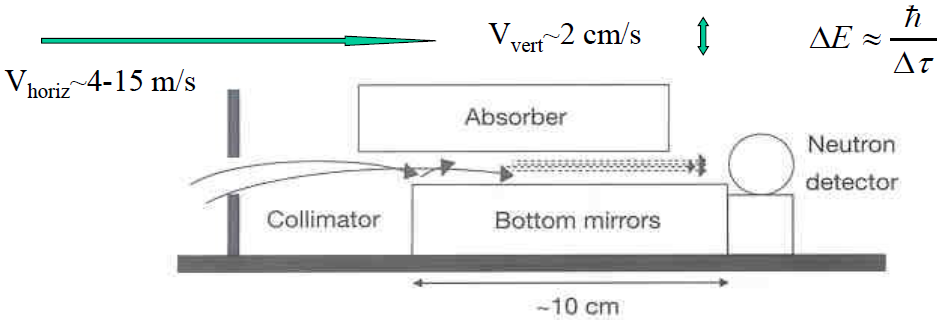 V_vert~2 cm/s
ΔE ≈ ħ/Δτ
V_horiz~4-15 m/s
Absorber
Neutron
detector
Collimator
Bottom mirrors
~10 cm